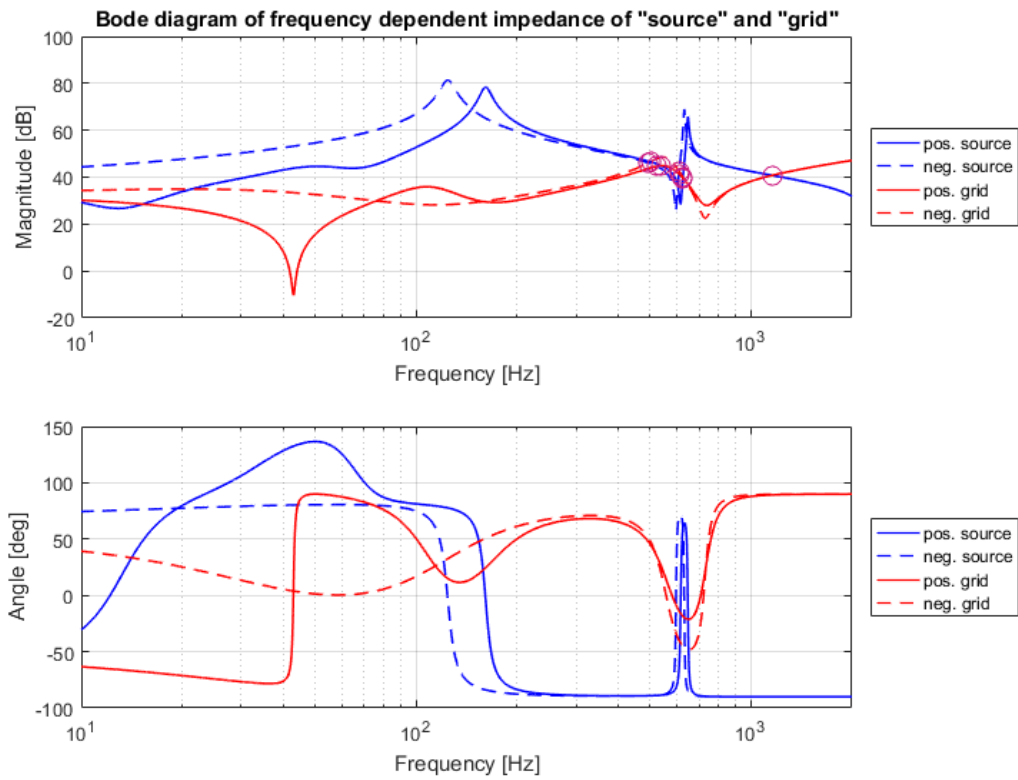 Bode diagram of frequency dependent impedance of "source" and "grid"
100
80
60
40
20
0
-20
Magnitude [dB]
10^1
10^2
10^3
Frequency [Hz]
pos. source
neg. source
pos. grid
neg. grid
150
100
50
0
-50
-100
Angle [deg]
10^1
10^2
10^3
Frequency [Hz]
pos. source
neg. source
pos. grid
neg. grid